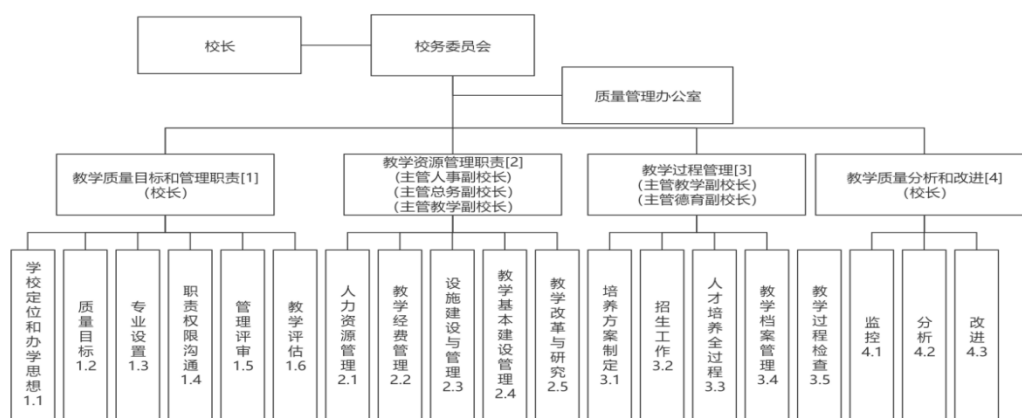 校长
校务委员会
质量管理办公室
教学质量目标和管理职责[1]
(校长)
教学资源管理职责[2]
(主管人事副校长)
(主管总务副校长)
(主管教学副校长)
教学过程管理[3]
(主管教学副校长)
(主管德育副校长)
教学质量分析和改进[4]
(校长)
学校定位和办学思想
1.1
质量目标
1.2
专业设置
1.3
职责权限沟通
1.4
管理评审
1.5
教学评估
1.6
人力资源管理
2.1
教学经费管理
2.2
设施建设与管理
2.3
教学基本建设管理
2.4
教学改革与研究
2.5
培养方案制定
3.1
招生工作
3.2
人才培养全过程
3.3
教学档案管理
3.4
教学过程检查
3.5
监控
4.1
分析
4.2
改进
4.3